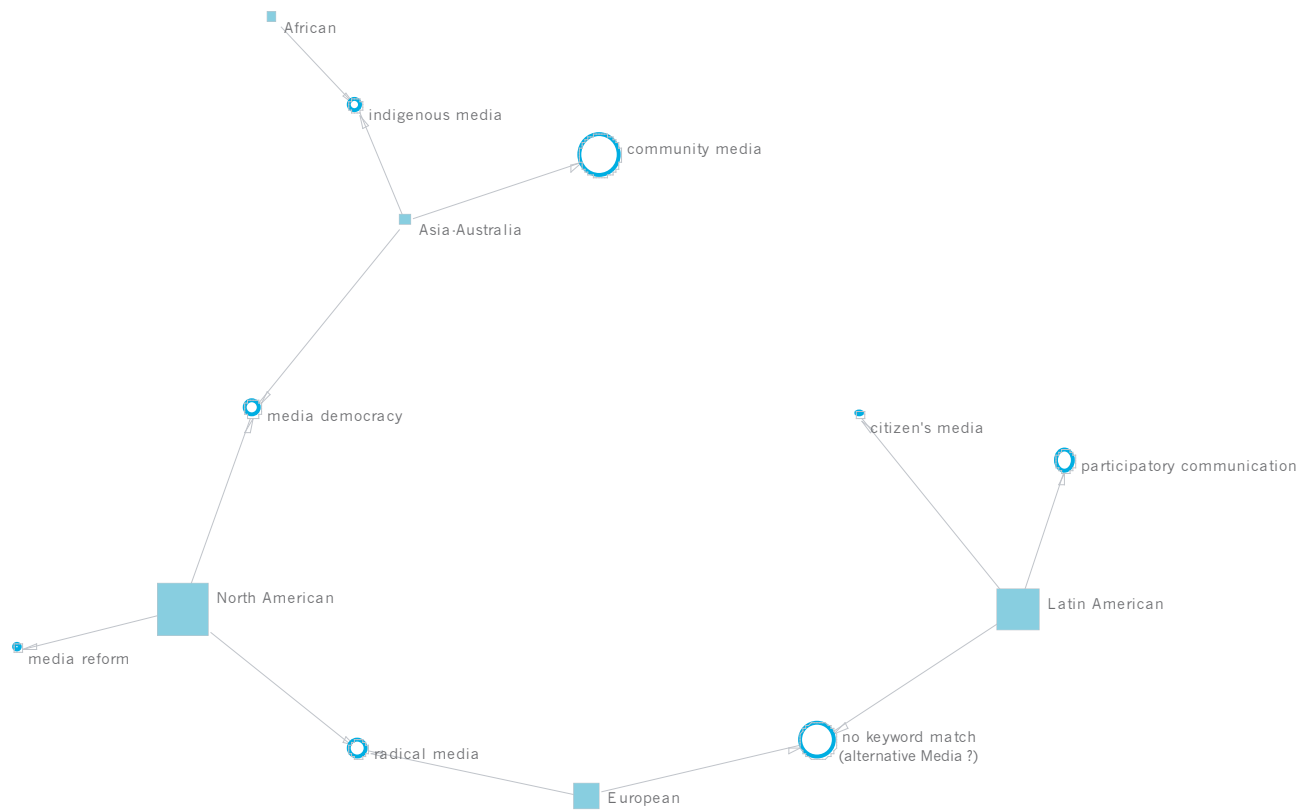 African
indigenous media
community media
Asia·Australia
media democracy
citizen's media
participatory communication
North American
Latin American
media reform
no keyword match
(alternative Media ?)
radical media
European